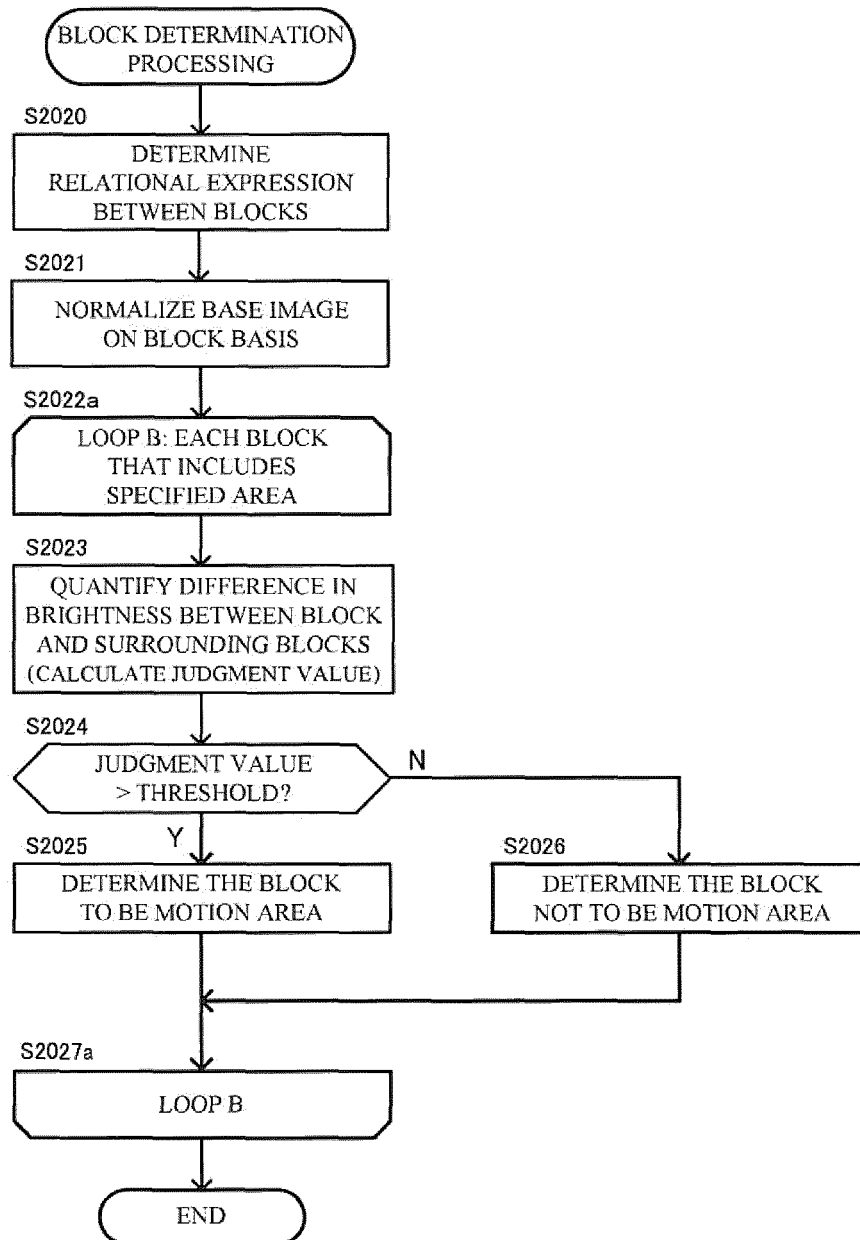 BLOCK DETERMINATION
PROCESSING
S2020
DETERMINE
RELATIONAL EXPRESSION
BETWEEN BLOCKS
S2021
NORMALIZE BASE IMAGE
ON BLOCK BASIS
S2022a
LOOP B: EACH BLOCK
THAT INCLUDES
SPECIFIED AREA
S2023
QUANTIFY DIFFERENCE IN
BRIGHTNESS BETWEEN BLOCK
AND SURROUNDING BLOCKS
(CALCULATE JUDGMENT VALUE)
S2024
JUDGMENT VALUE
> THRESHOLD?
N
Y
S2025
DETERMINE THE BLOCK
TO BE MOTION AREA
S2026
DETERMINE THE BLOCK
NOT TO BE MOTION AREA
S2027a
LOOP B
END